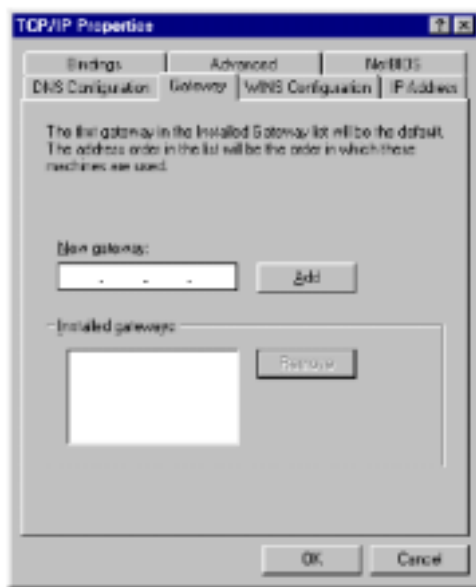 TCP/IP Properties
Bindings Advanced NetBIOS
DNS Configuration Gateway WINS Configuration IP Address
The first gateway in the Installed Gateway list will be the default.
The address order in the list will be the order in which these
machines are used.
New gateway:
. . .
Add
Installed gateways:
Remove
OK Cancel